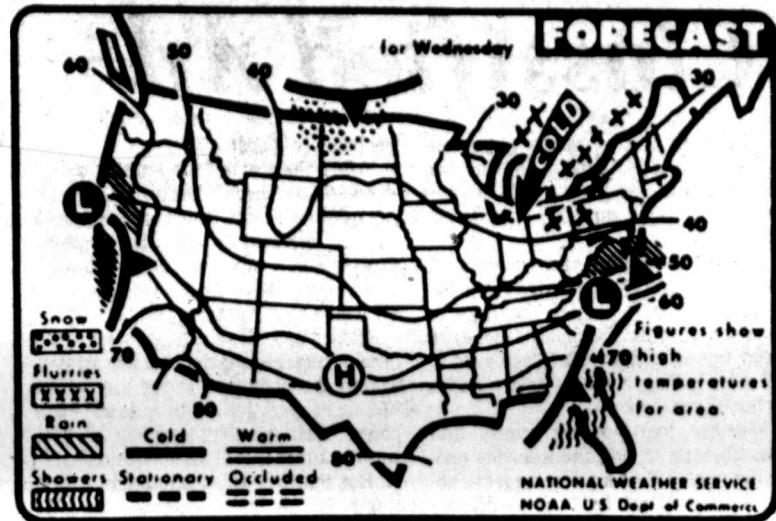 for Wednesday
FORECAST
60
50
40
30
30
COLD
L
40
50
60
L
70
80
H
70
80
Figures show
high
temperatures
for area.
Snow
Flurries
XXXX
Rain
Showers
Cold
Warm
Stationary
Occluded
NATIONAL WEATHER SERVICE
NOAA. U.S. Dept of Commerce